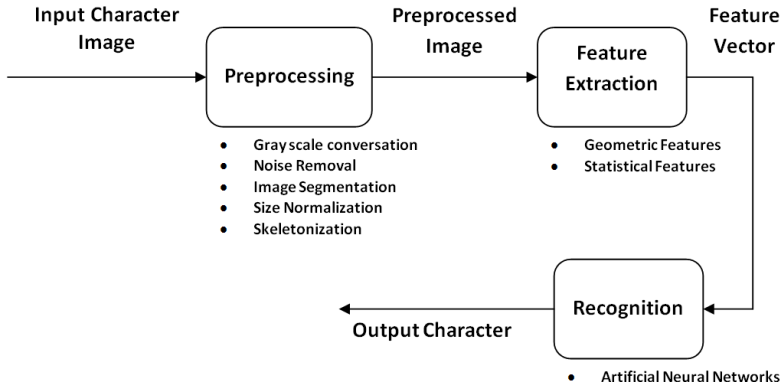 Input Character
Image
Preprocessing
Preprocessed
Image
Feature
Extraction
Feature
Vector
• Gray scale conversation
• Noise Removal
• Image Segmentation
• Size Normalization
• Skeletonization
• Geometric Features
• Statistical Features
Recognition
Output Character
• Artificial Neural Networks